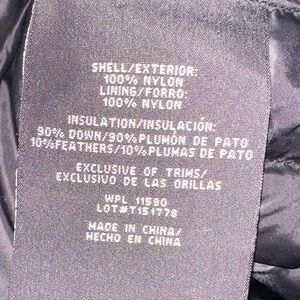 SHELL/EXTERIOR:
100% NYLON
LINING/FORRO:
100% NYLON
INSULATION/INSULACIÓN:
90% DOWN/90% PLUMÓN DE PATO
10% FEATHERS/10% PLUMAS DE PATO
EXCLUSIVE OF TRIMS/
EXCLUSIVO DE LAS ORILLAS
WPL 11590
LOT#T151778
MADE IN CHINA/
HECHO EN CHINA